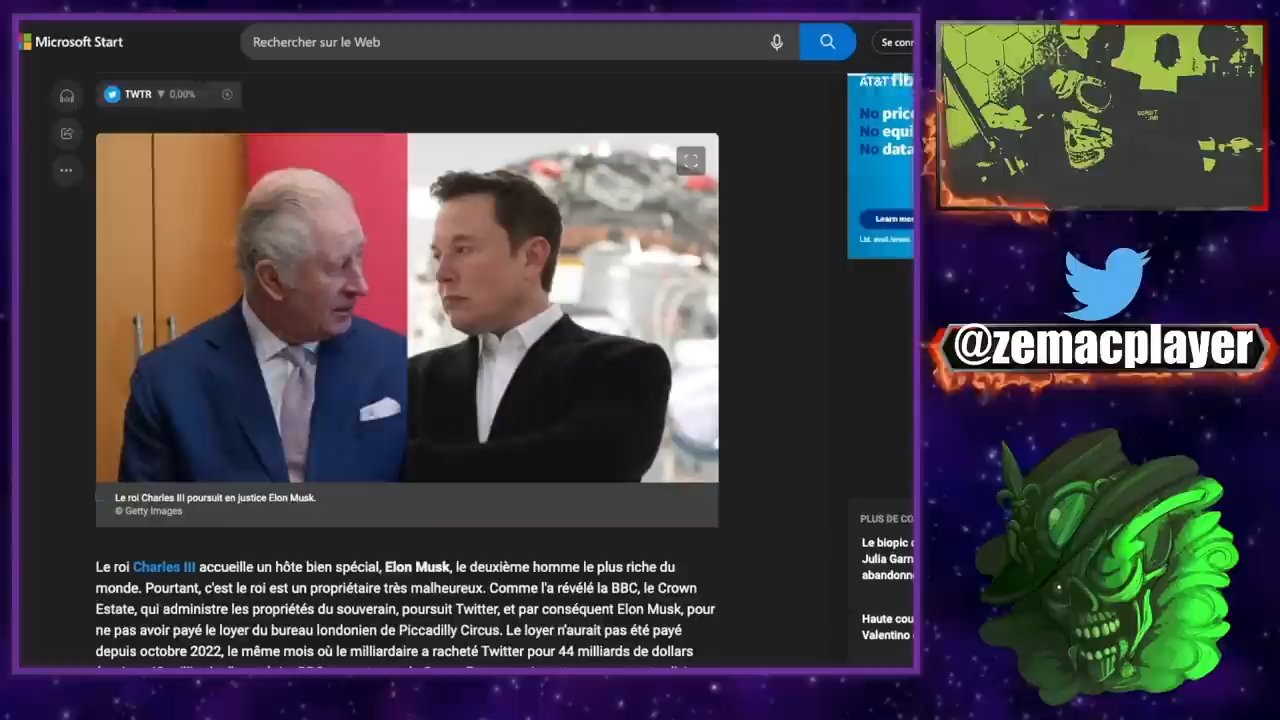 Microsoft Start
Rechercher sur le Web
Se conn
TWTR ▼ 0,00%
AT&T fib
No price
No equi
No data
Learn more
Le roi Charles III poursuit en justice Elon Musk.
© Getty Images
Le roi Charles III accueille un hôte bien spécial, Elon Musk, le deuxième homme le plus riche du
monde. Pourtant, c'est le roi est un propriétaire très malheureux. Comme l'a révélé la BBC, le Crown
Estate, qui administre les propriétés du souverain, poursuit Twitter, et par conséquent Elon Musk, pour
ne pas avoir payé le loyer du bureau londonien de Piccadilly Circus. Le loyer n'aurait pas été payé
depuis octobre 2022, le même mois où le milliardaire a racheté Twitter pour 44 milliards de dollars
PLUS DE CO
Le biopic
Julia Garn
abandonn
Haute cou
Valentino
@zemacplayer